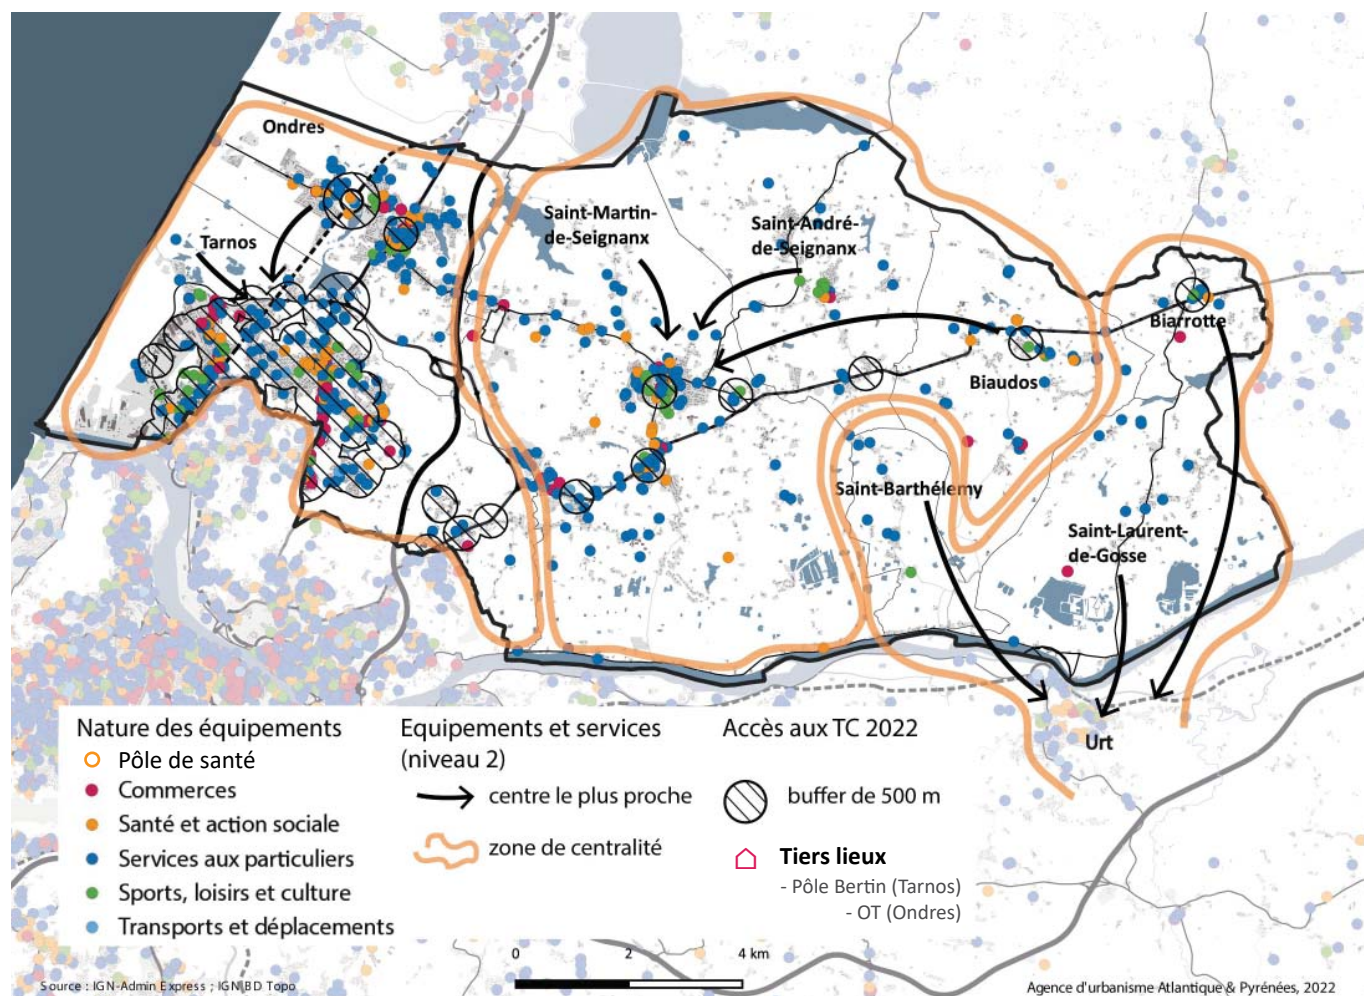 Ondres
Tarnos
Saint-Martin-
de-Seignanx
Saint-André-
de-Seignanx
Biarrotte
Biaudos
Saint-Barthélemy
Saint-Laurent-
de-Gosse
Urt
Nature des équipements
Pôle de santé
Commerces
Santé et action sociale
Services aux particuliers
Sports, loisirs et culture
Transports et déplacements
Equipements et services
(niveau 2)
centre le plus proche
zone de centralité
Accès aux TC 2022
buffer de 500 m
Tiers lieux
- Pôle Bertin (Tarnos)
- OT (Ondres)
0 2 4 km
Source : IGN-Admin Express ; IGN BD Topo
Agence d'urbanisme Atlantique & Pyrénées, 2022